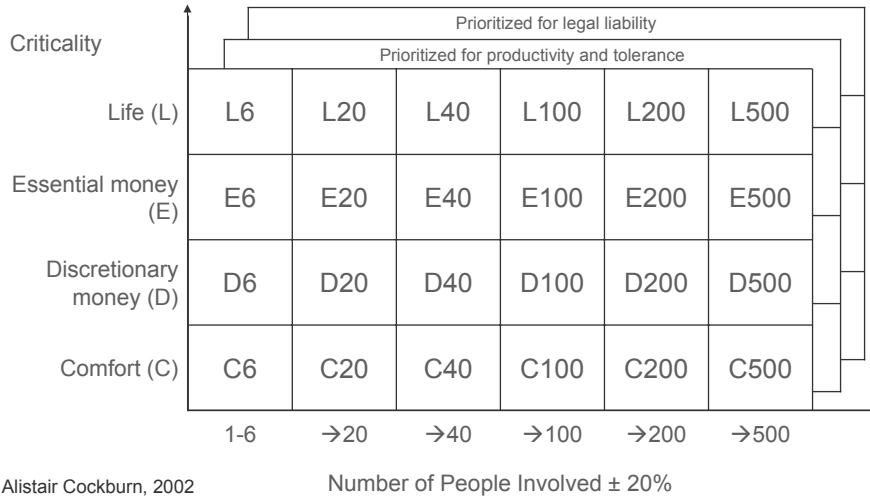 Prioritized for legal liability
Criticality
Prioritized for productivity and tolerance
Life (L) L6 L20 L40 L100 L200 L500
Essential money
(E) E6 E20 E40 E100 E200 E500
Discretionary
money (D) D6 D20 D40 D100 D200 D500
Comfort (C) C6 C20 C40 C100 C200 C500
1-6 →20 →40 →100 →200 →500
Alistair Cockburn, 2002 Number of People Involved ± 20%